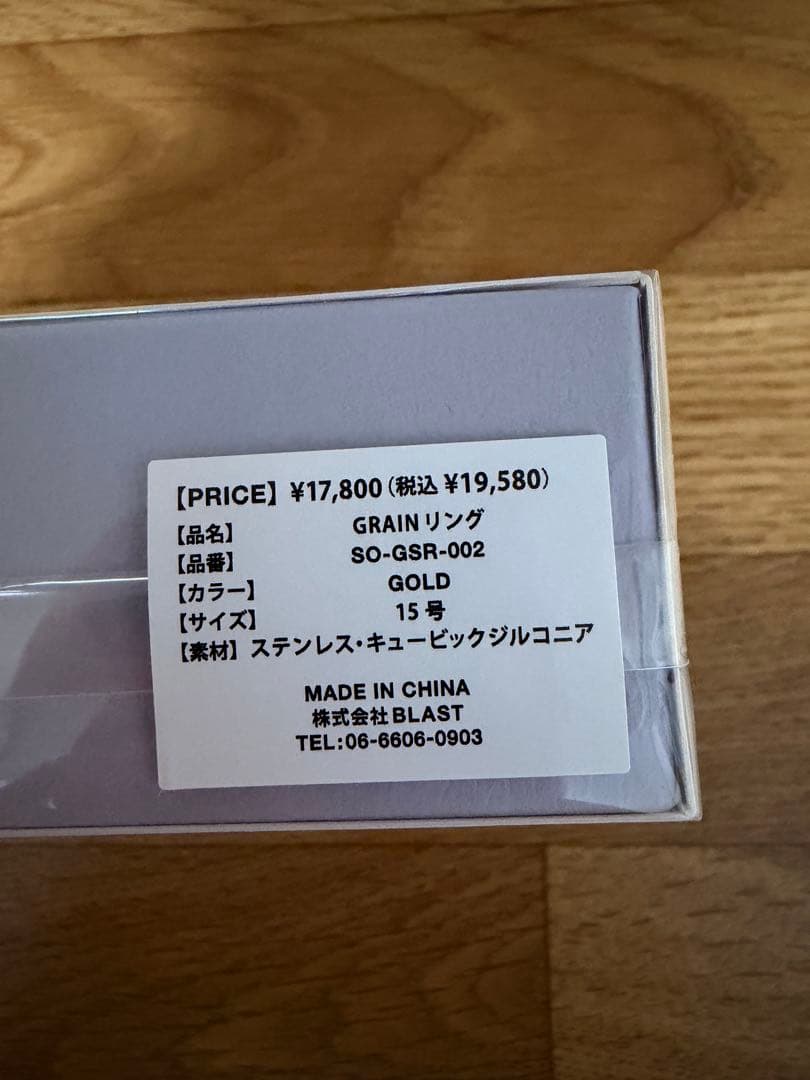 【PRICE】 ¥17,800（税込 ¥19,580）
【品名】 GRAINリング
【品番】 SO-GSR-002
【カラー】 GOLD
【サイズ】 15号
【素材】 ステンレス・キュービックジルコニア
MADE IN CHINA
株式会社BLAST
TEL:06-6606-0903